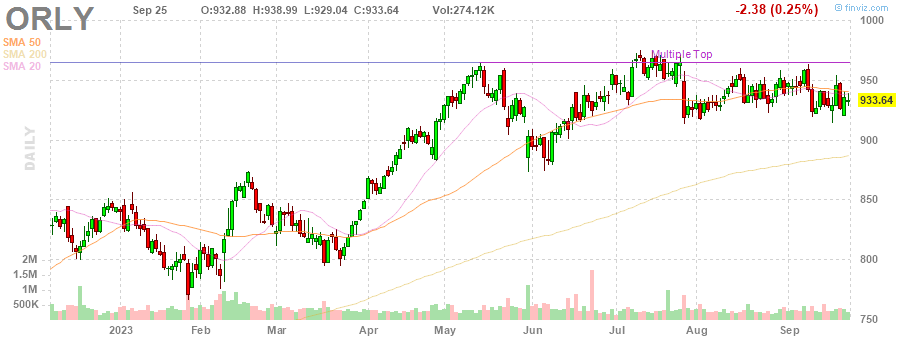 ORLY Sep 25 O:932.88 H:938.99 L:929.04 C:933.64 Vol:274.12K -2.38 (0.25%) finviz.com
1000
SMA 50
SMA 200
SMA 20
Multiple Top
950
933.64
900
DAILY
850
2M 800
1.5M
1M
500K
750
2023 Feb Mar Apr May Jun Jul Aug Sep